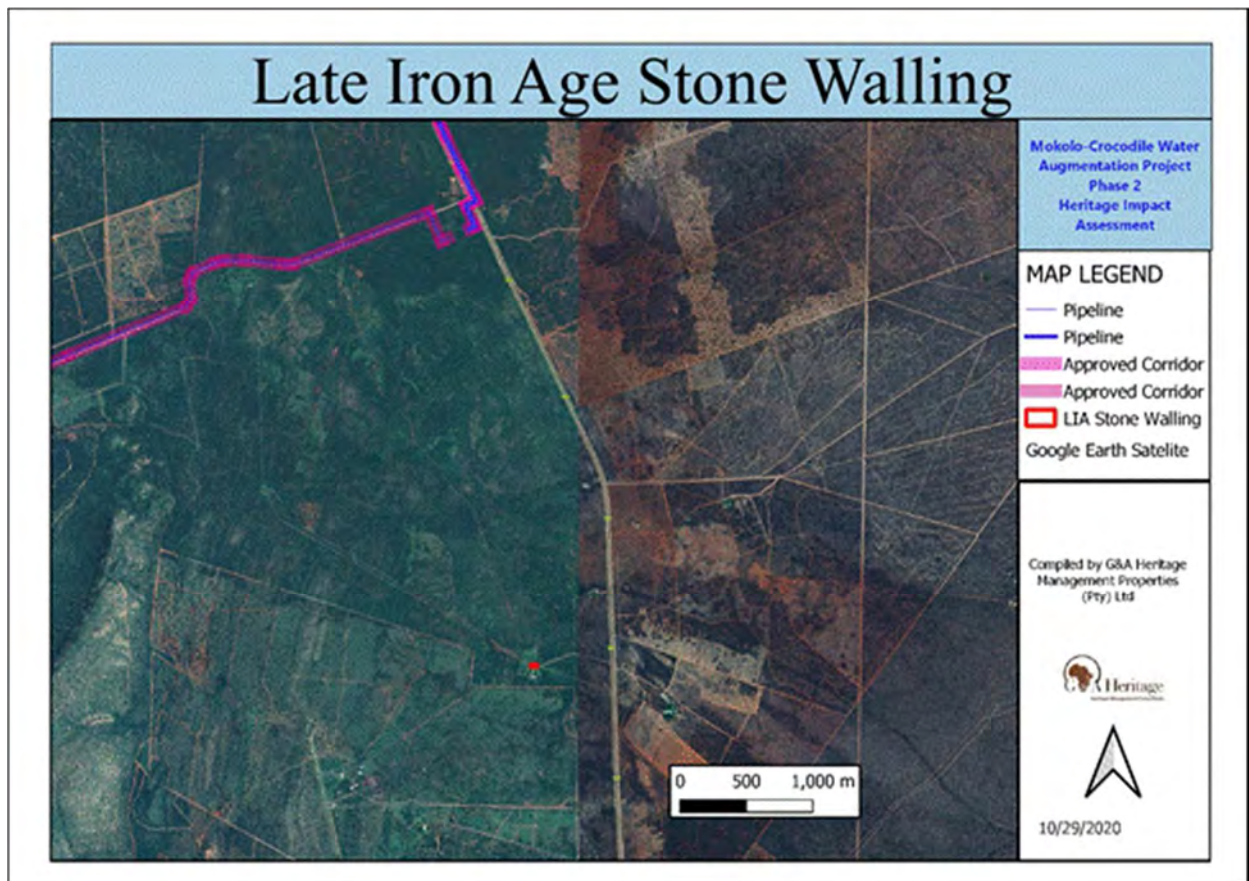 Late Iron Age Stone Walling
Mokolo-Crocodile Water
Augmentation Project
Phase 2
Heritage Impact
Assessment
MAP LEGEND
Pipeline
Pipeline
Approved Corridor
Approved Corridor
LIA Stone Walling
Google Earth Satelite
0 500 1,000 m
Compiled by G&A Heritage
Management Properties
(Pty) Ltd
Heritage
10/29/2020